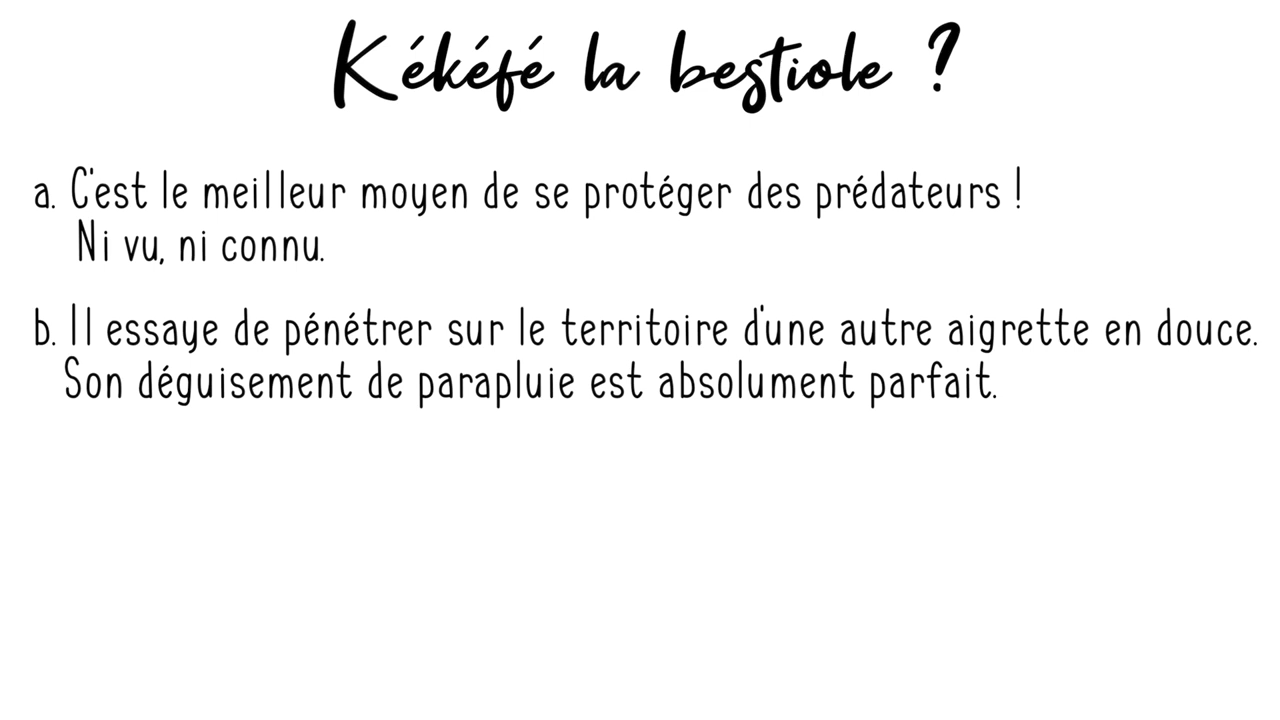 Kékéfé la bestiole ?
a. C'est le meilleur moyen de se protéger des prédateurs !
Ni vu, ni connu.
b. Il essaye de pénétrer sur le territoire d'une autre aigrette en douce.
Son déguisement de parapluie est absolument parfait.